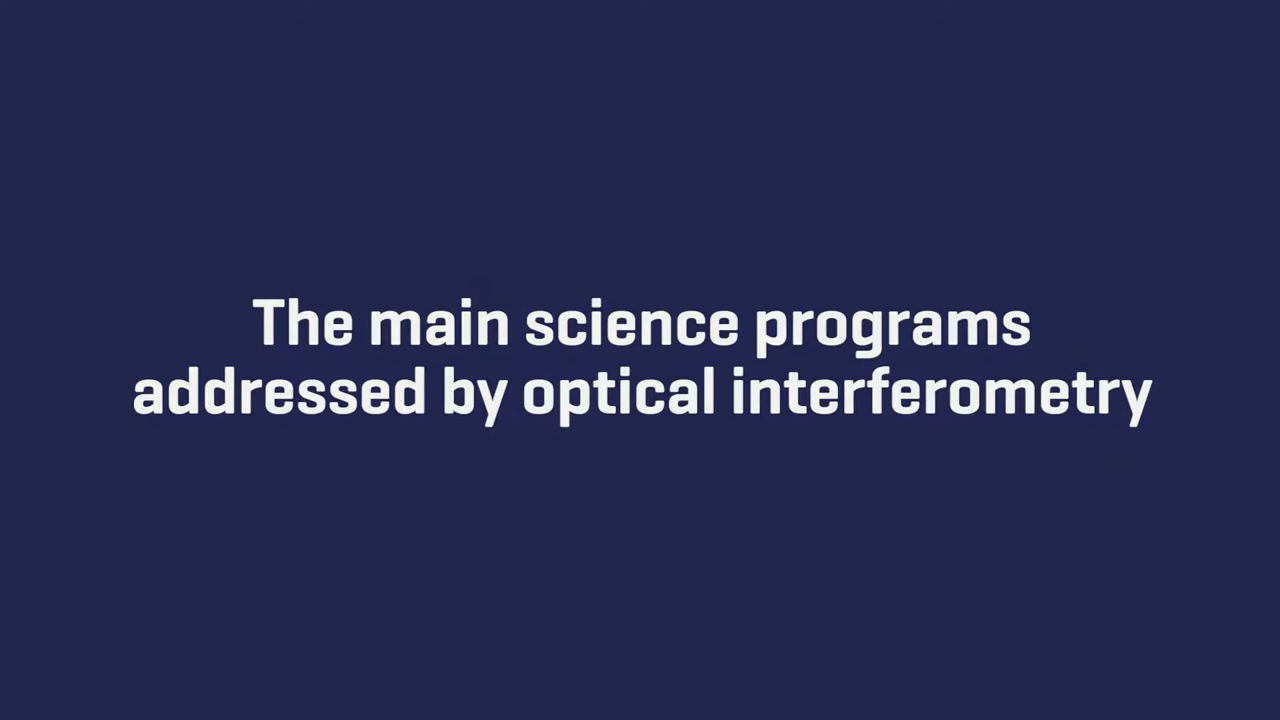 The main science programs
addressed by optical interferometry